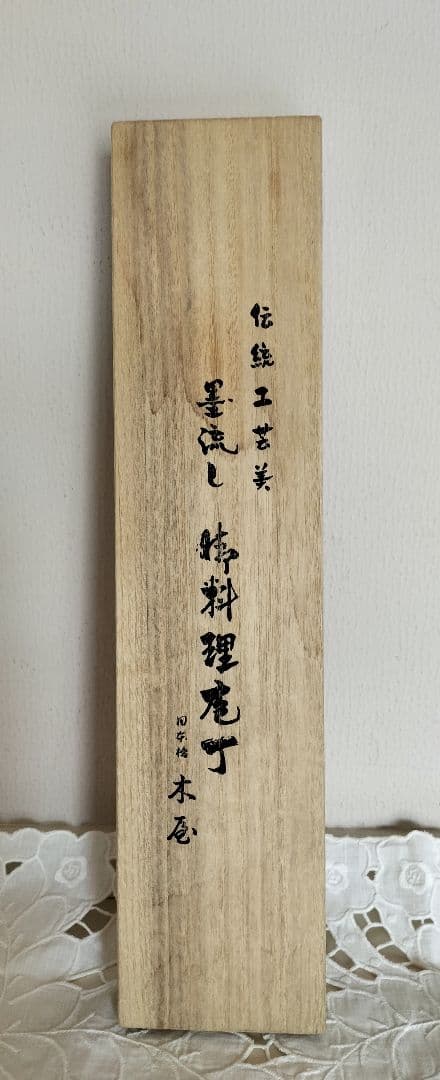 伝統工芸美
墨流し 御料理庖丁
日本橋 木屋